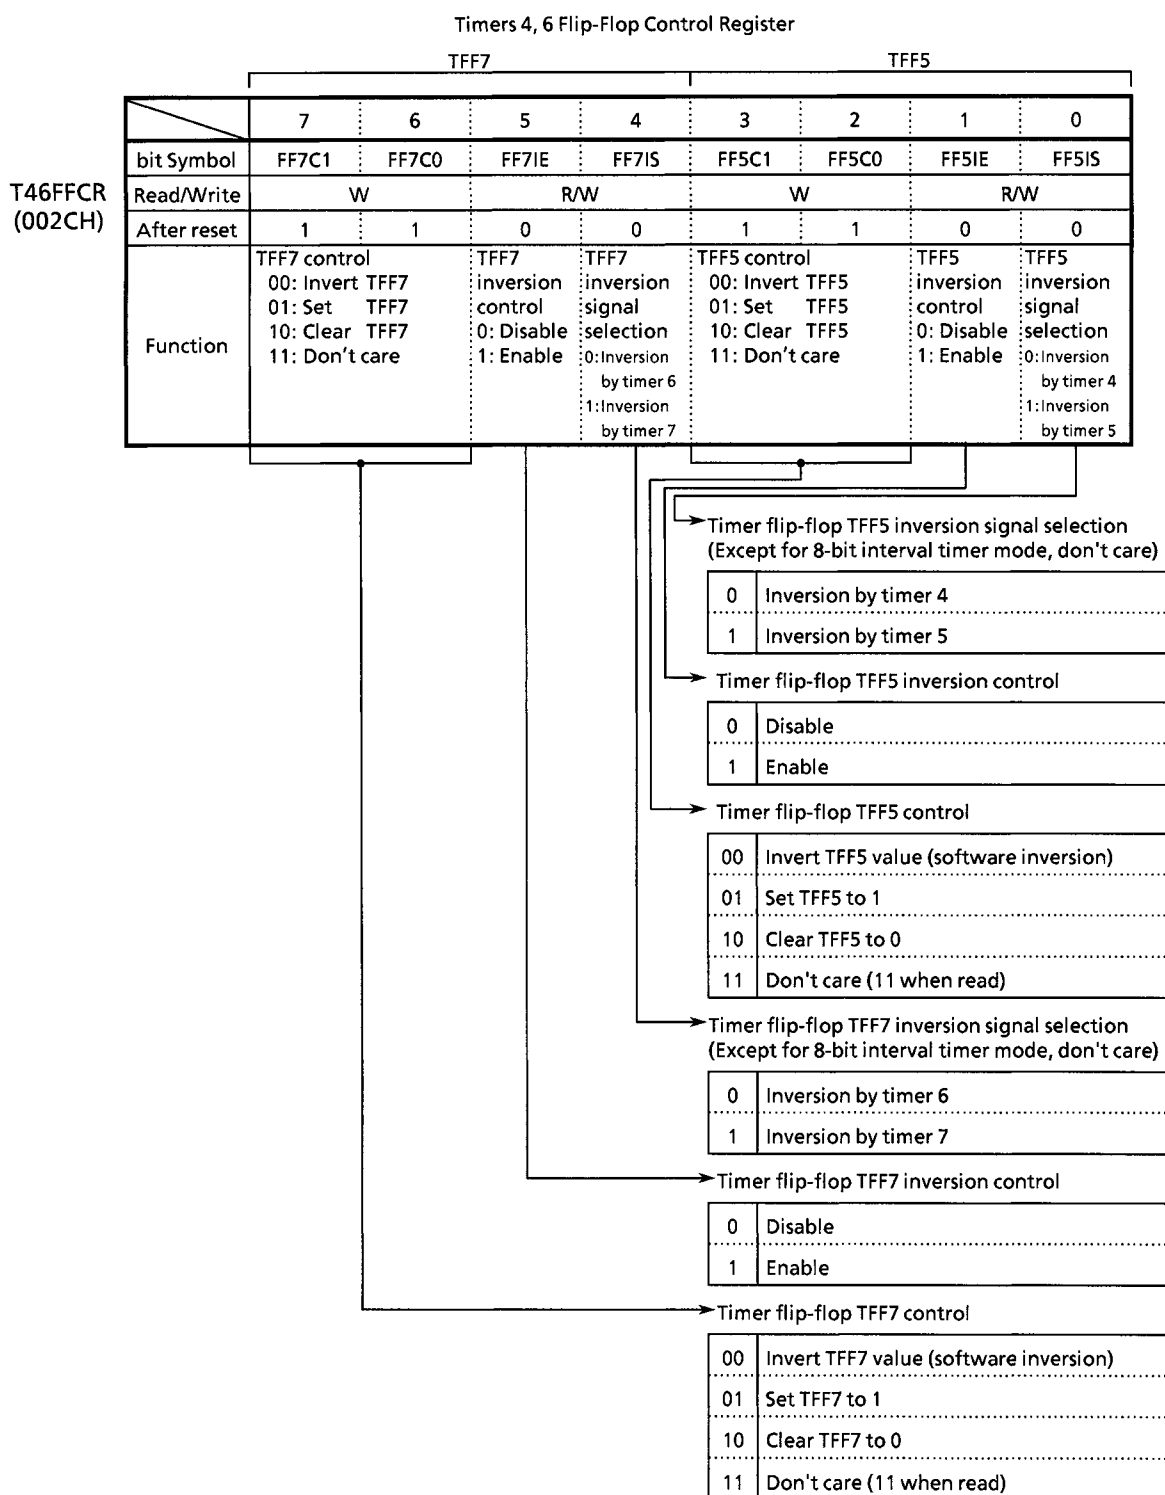 Timers 4, 6 Flip-Flop Control Register
TFF7 TFF5
7 6 5 4 3 2 1 0
bit Symbol FF7C1 FF7C0 FF7IE FF7IS FF5C1 FF5C0 FF5IE FF5IS
T46FFCR Read/Write W R/W W R/W
(002CH) After reset 1 1 0 0 1 1 0 0
Function
TFF7 control
00: Invert TFF7
01: Set TFF7
10: Clear TFF7
11: Don't care
TFF7
inversion
control
0: Disable
1: Enable
TFF7
inversion
signal
selection
0: Inversion
by timer 6
1: Inversion
by timer 7
TFF5 control
00: Invert TFF5
01: Set TFF5
10: Clear TFF5
11: Don't care
TFF5
inversion
control
0: Disable
1: Enable
TFF5
inversion
signal
selection
0: Inversion
by timer 4
1: Inversion
by timer 5
Timer flip-flop TFF5 inversion signal selection
(Except for 8-bit interval timer mode, don't care)
0 Inversion by timer 4
1 Inversion by timer 5
Timer flip-flop TFF5 inversion control
0 Disable
1 Enable
Timer flip-flop TFF5 control
00 Invert TFF5 value (software inversion)
01 Set TFF5 to 1
10 Clear TFF5 to 0
11 Don't care (11 when read)
Timer flip-flop TFF7 inversion signal selection
(Except for 8-bit interval timer mode, don't care)
0 Inversion by timer 6
1 Inversion by timer 7
Timer flip-flop TFF7 inversion control
0 Disable
1 Enable
Timer flip-flop TFF7 control
00 Invert TFF7 value (software inversion)
01 Set TFF7 to 1
10 Clear TFF7 to 0
11 Don't care (11 when read)